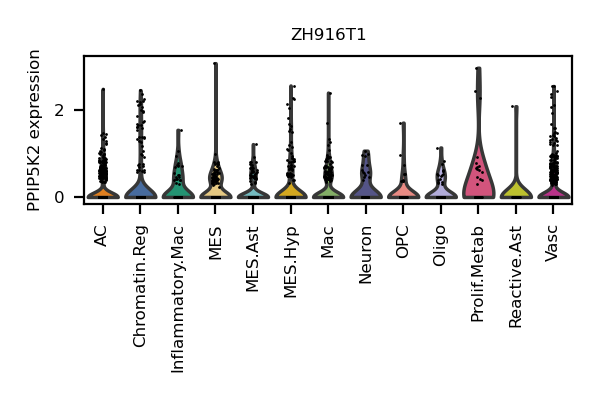 ZH916T1
PPIP5K2 expression
2
0
AC
Chromatin.Reg
Inflammatory.Mac
MES
MES.Ast
MES.Hyp
Mac
Neuron
OPC
Oligo
Prolif.Metab
Reactive.Ast
Vasc